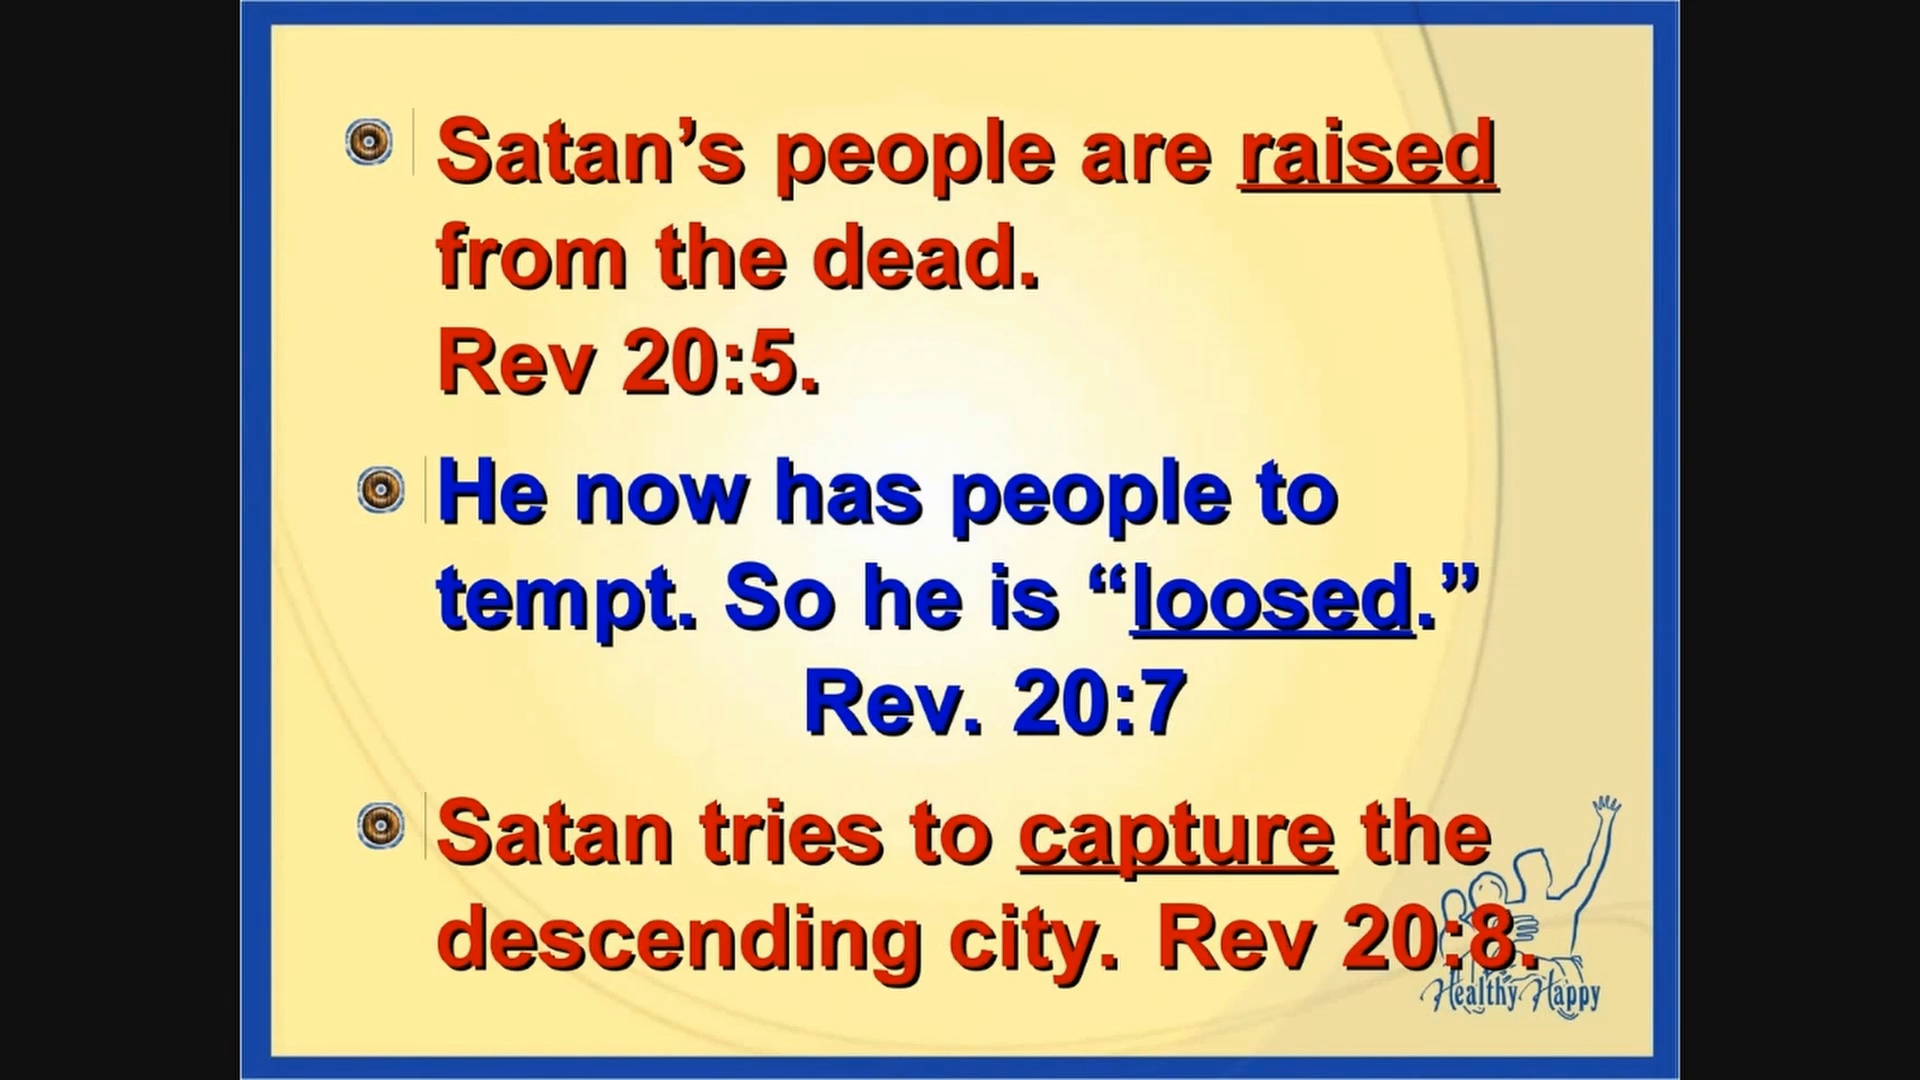 Satan’s people are raised
from the dead.
Rev 20:5.
He now has people to
tempt. So he is “loosed.”
Rev. 20:7
Satan tries to capture the
descending city. Rev 20:8.
Healthy Happy